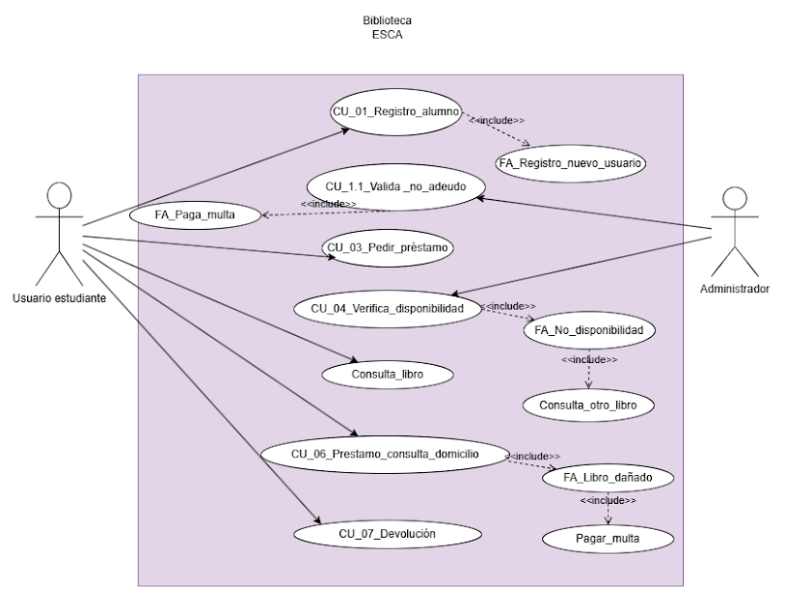 Biblioteca
ESCA
CU_01_Registro_alumno
<<include>>
FA_Registro_nuevo_usuario
CU_1.1_Valida _no_adeudo
<<include>>
FA_Paga_multa
CU_03_Pedir_préstamo
Usuario estudiante
Administrador
CU_04_Verifica_disponibilidad
<<include>>
FA_No_disponibilidad
<<include>>
Consulta_libro
Consulta_otro_libro
CU_06_Prestamo_consulta_domicilio
<<include>>
FA_Libro_dañado
<<include>>
CU_07_Devolución
Pagar_multa